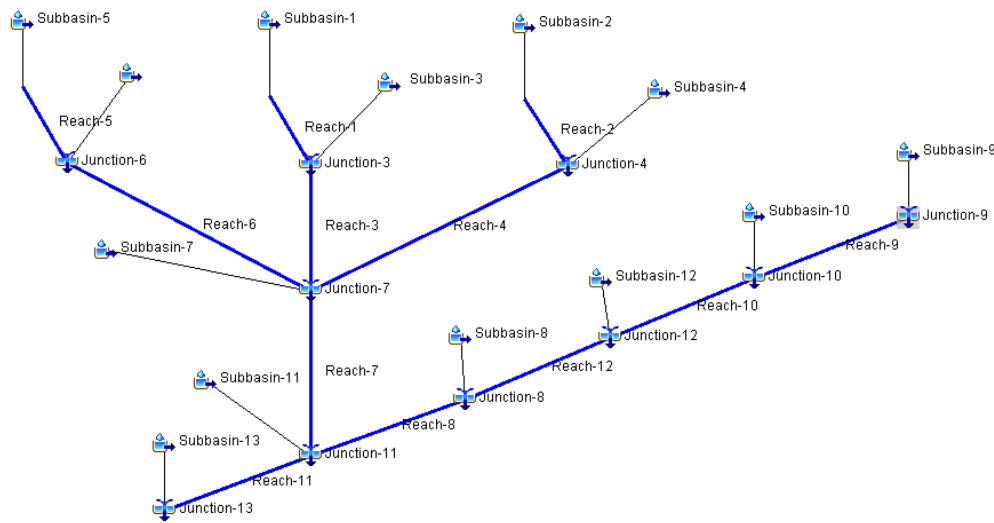 Subbasin-5
Subbasin-1
Subbasin-2
Subbasin-3
Subbasin-4
Reach-5
Reach-1
Reach-2
Subbasin-9
Junction-6
Junction-3
Junction-4
Subbasin-10
Junction-9
Reach-6
Reach-3
Reach-4
Reach-9
Subbasin-7
Subbasin-12
Junction-10
Junction-7
Reach-10
Subbasin-8
Junction-12
Reach-7
Reach-12
Subbasin-11
Junction-8
Reach-8
Subbasin-13
Junction-11
Reach-11
Junction-13